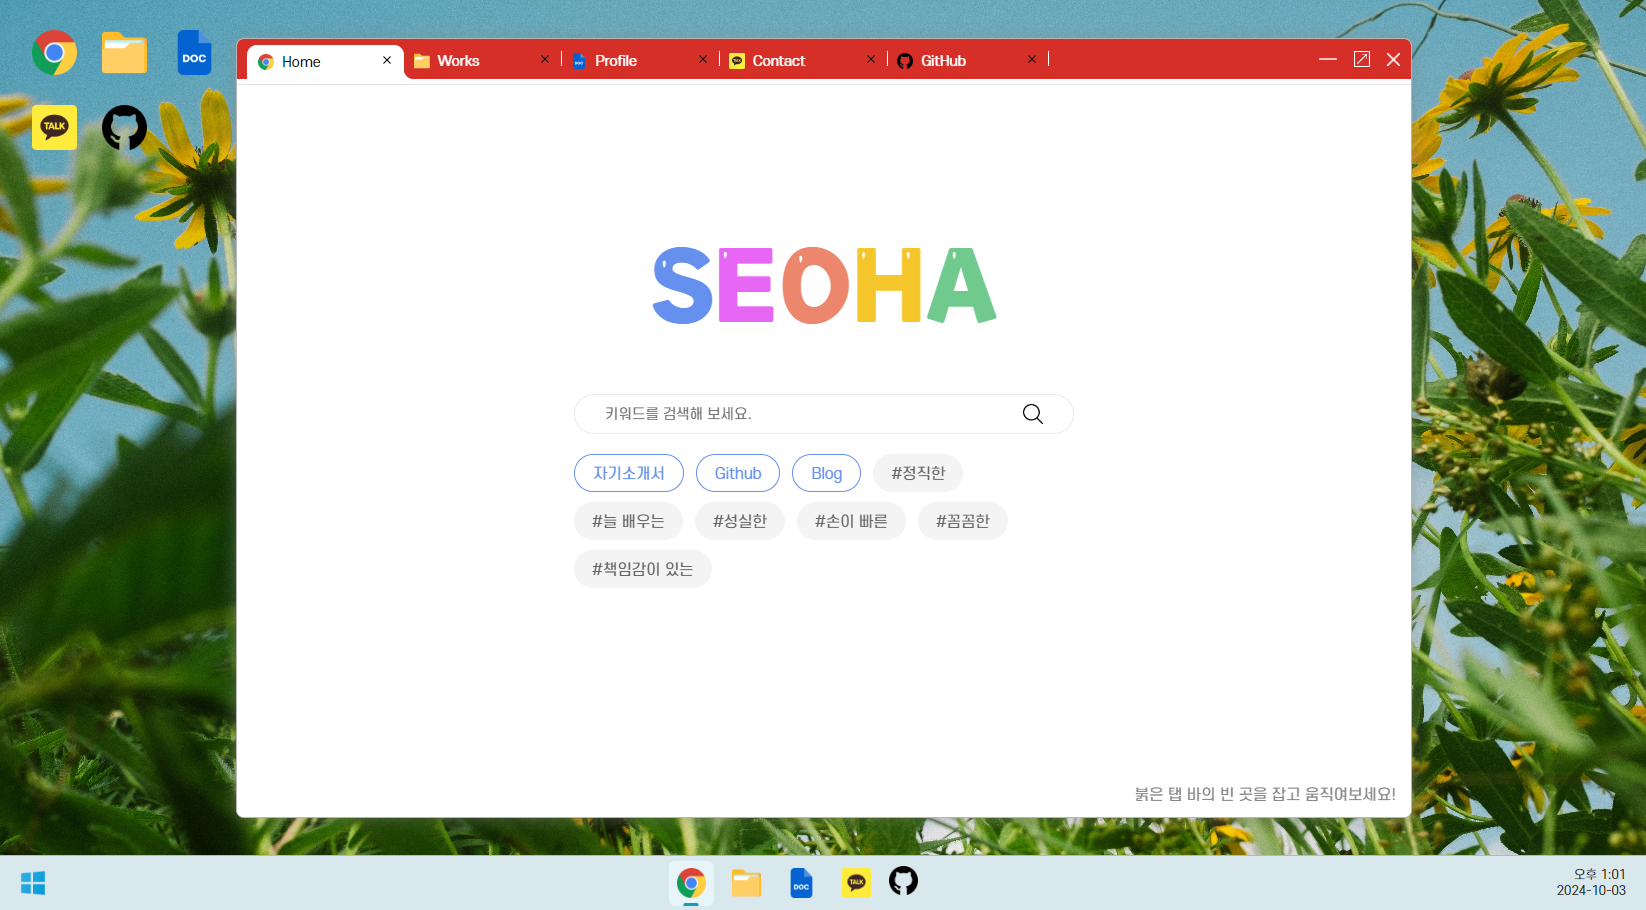 DOC
TALK
Home
Works
Profile
Contact
GitHub
SEOHA
키워드를 검색해 보세요.
자기소개서 Github Blog #정직한
#늘 배우는 #성실한 #손이 빠른 #꼼꼼한
#책임감이 있는
붉은 탭 바의 빈 곳을 잡고 움직여보세요!
DOC
TALK
오후 1:01
2024-10-03